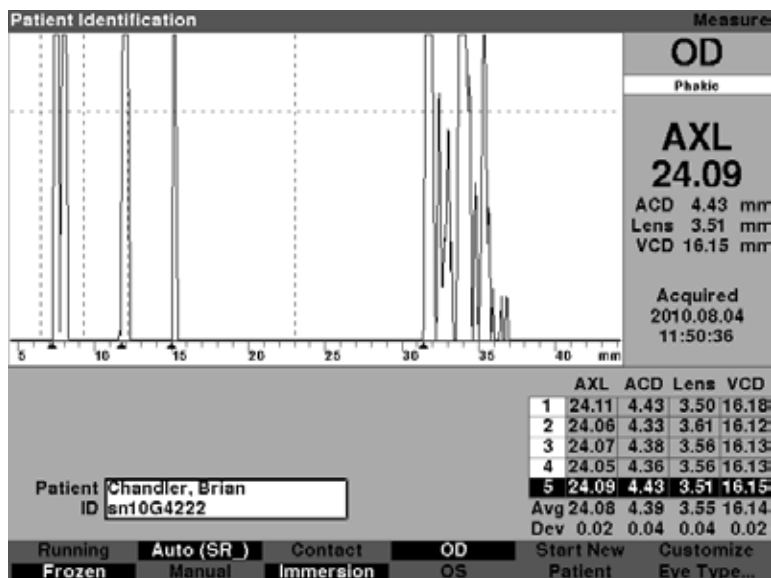 Patient Identification Measure
OD
Phakic
AXL
24.09
ACD 4.43 mm
Lens 3.51 mm
VCD 16.15 mm
Acquired
2010.08.04
11:50:36
5 10 15 20 25 30 35 40 mm
AXL ACD Lens VCD
1 24.11 4.43 3.50 16.18
2 24.06 4.33 3.61 16.12
3 24.07 4.38 3.56 16.13
4 24.05 4.36 3.56 16.13
5 24.09 4.43 3.51 16.15
Avg 24.08 4.39 3.55 16.14
Dev 0.02 0.04 0.04 0.02
Patient Chandler, Brian
ID sn10G4222
Running Auto (SR_) Contact OD Start New Customize
Frozen Manual Immersion OS Patient Eye Type...